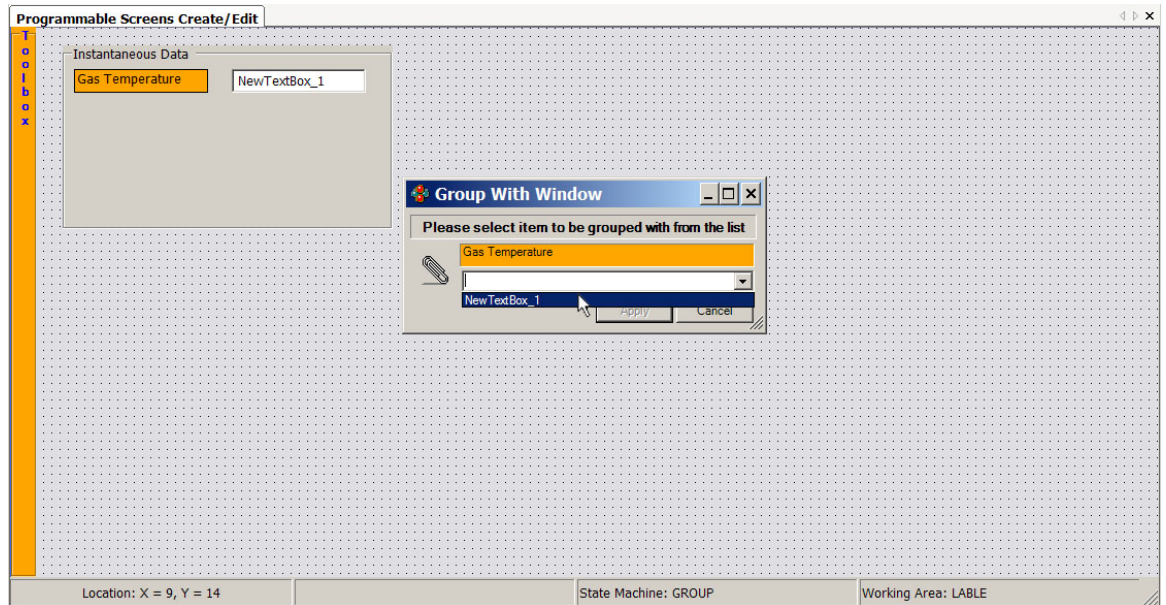 Programmable Screens Create/Edit
Toolbox
Instantaneous Data
Gas Temperature
NewTextBox_1
Group With Window
Please select item to be grouped with from the list
Gas Temperature
NewTextBox_1
Apply
Cancel
Location: X = 9, Y = 14
State Machine: GROUP
Working Area: LABLE